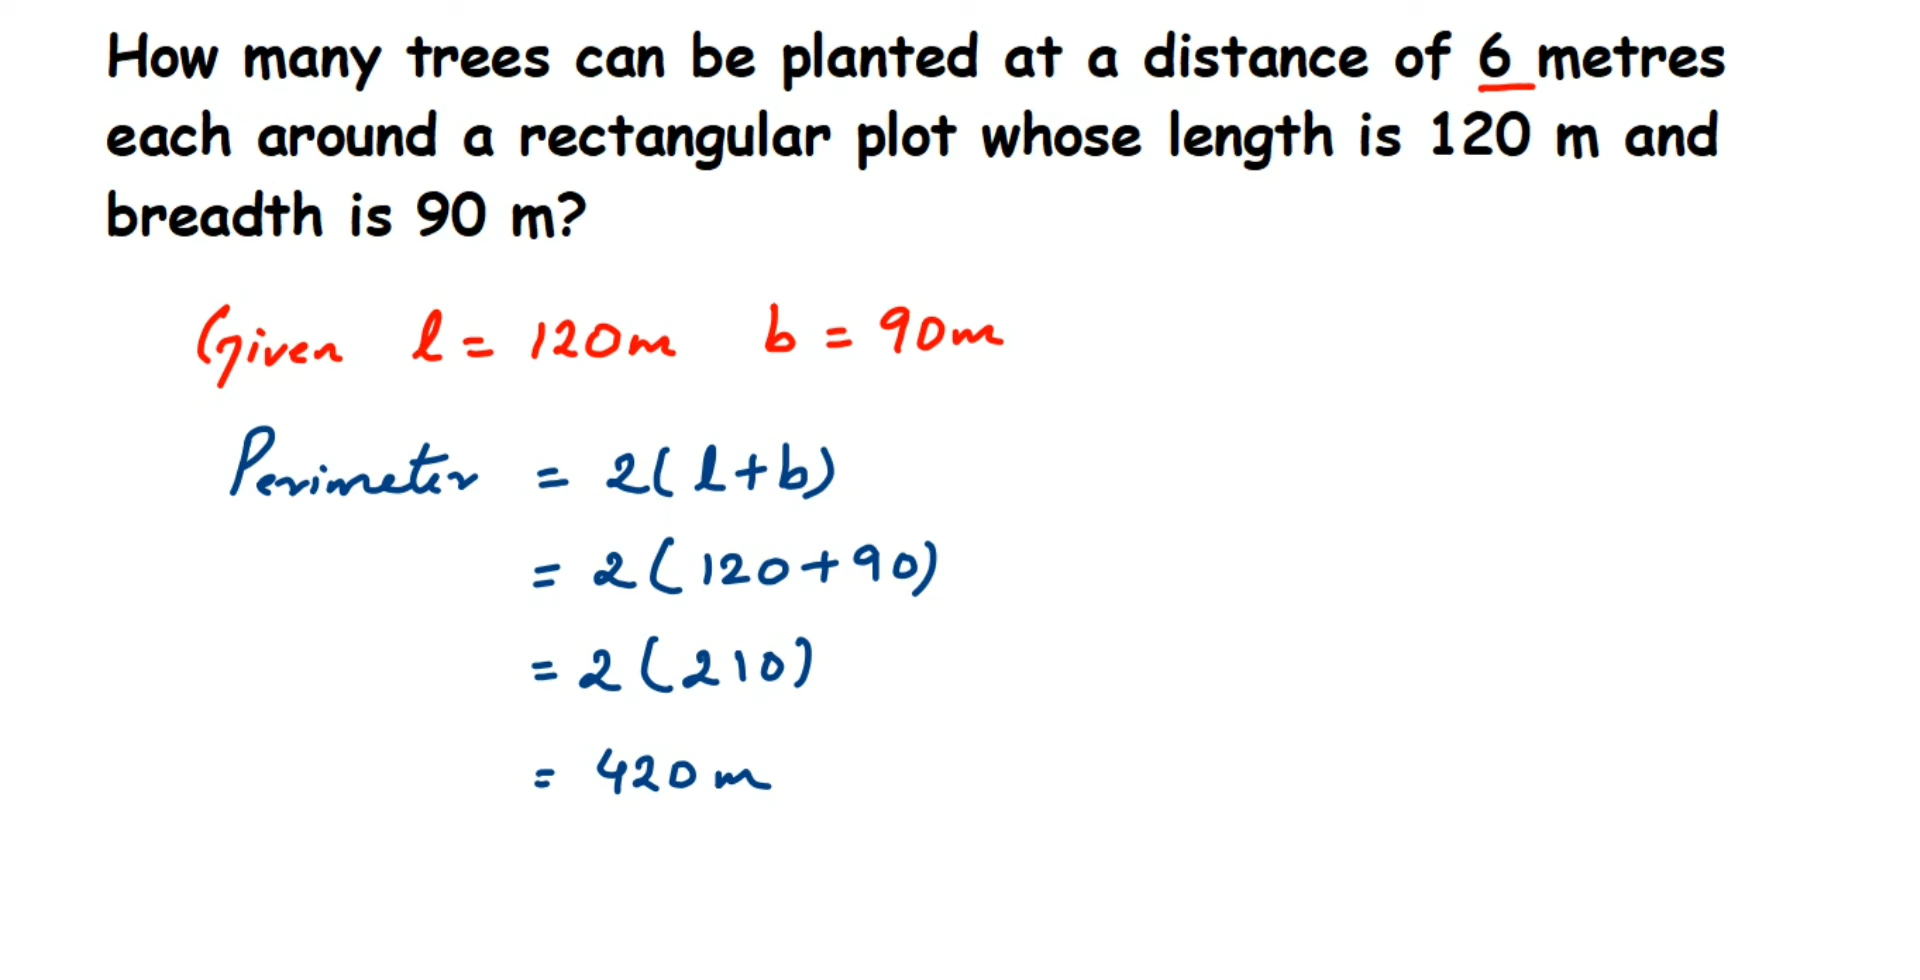 How many trees can be planted at a distance of 6 metres
each around a rectangular plot whose length is 120 m and
breadth is 90 m?
Given l = 120m b = 90m
Perimeter = 2(l+b)
= 2(120+90)
= 2(210)
= 420m